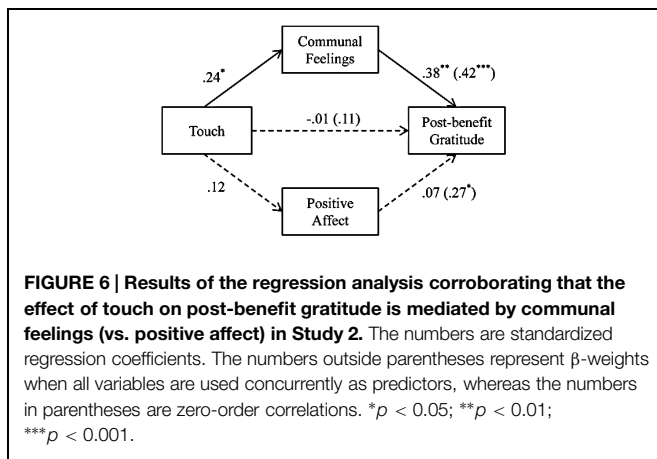 Communal
Feelings
.24*
.38** (.42***)
Touch
-.01 (.11)
Post-benefit
Gratitude
.12
.07 (.27*)
Positive
Affect
FIGURE 6 | Results of the regression analysis corroborating that the
effect of touch on post-benefit gratitude is mediated by communal
feelings (vs. positive affect) in Study 2. The numbers are standardized
regression coefficients. The numbers outside parentheses represent β-weights
when all variables are used concurrently as predictors, whereas the numbers
in parentheses are zero-order correlations. *p < 0.05; **p < 0.01;
***p < 0.001.